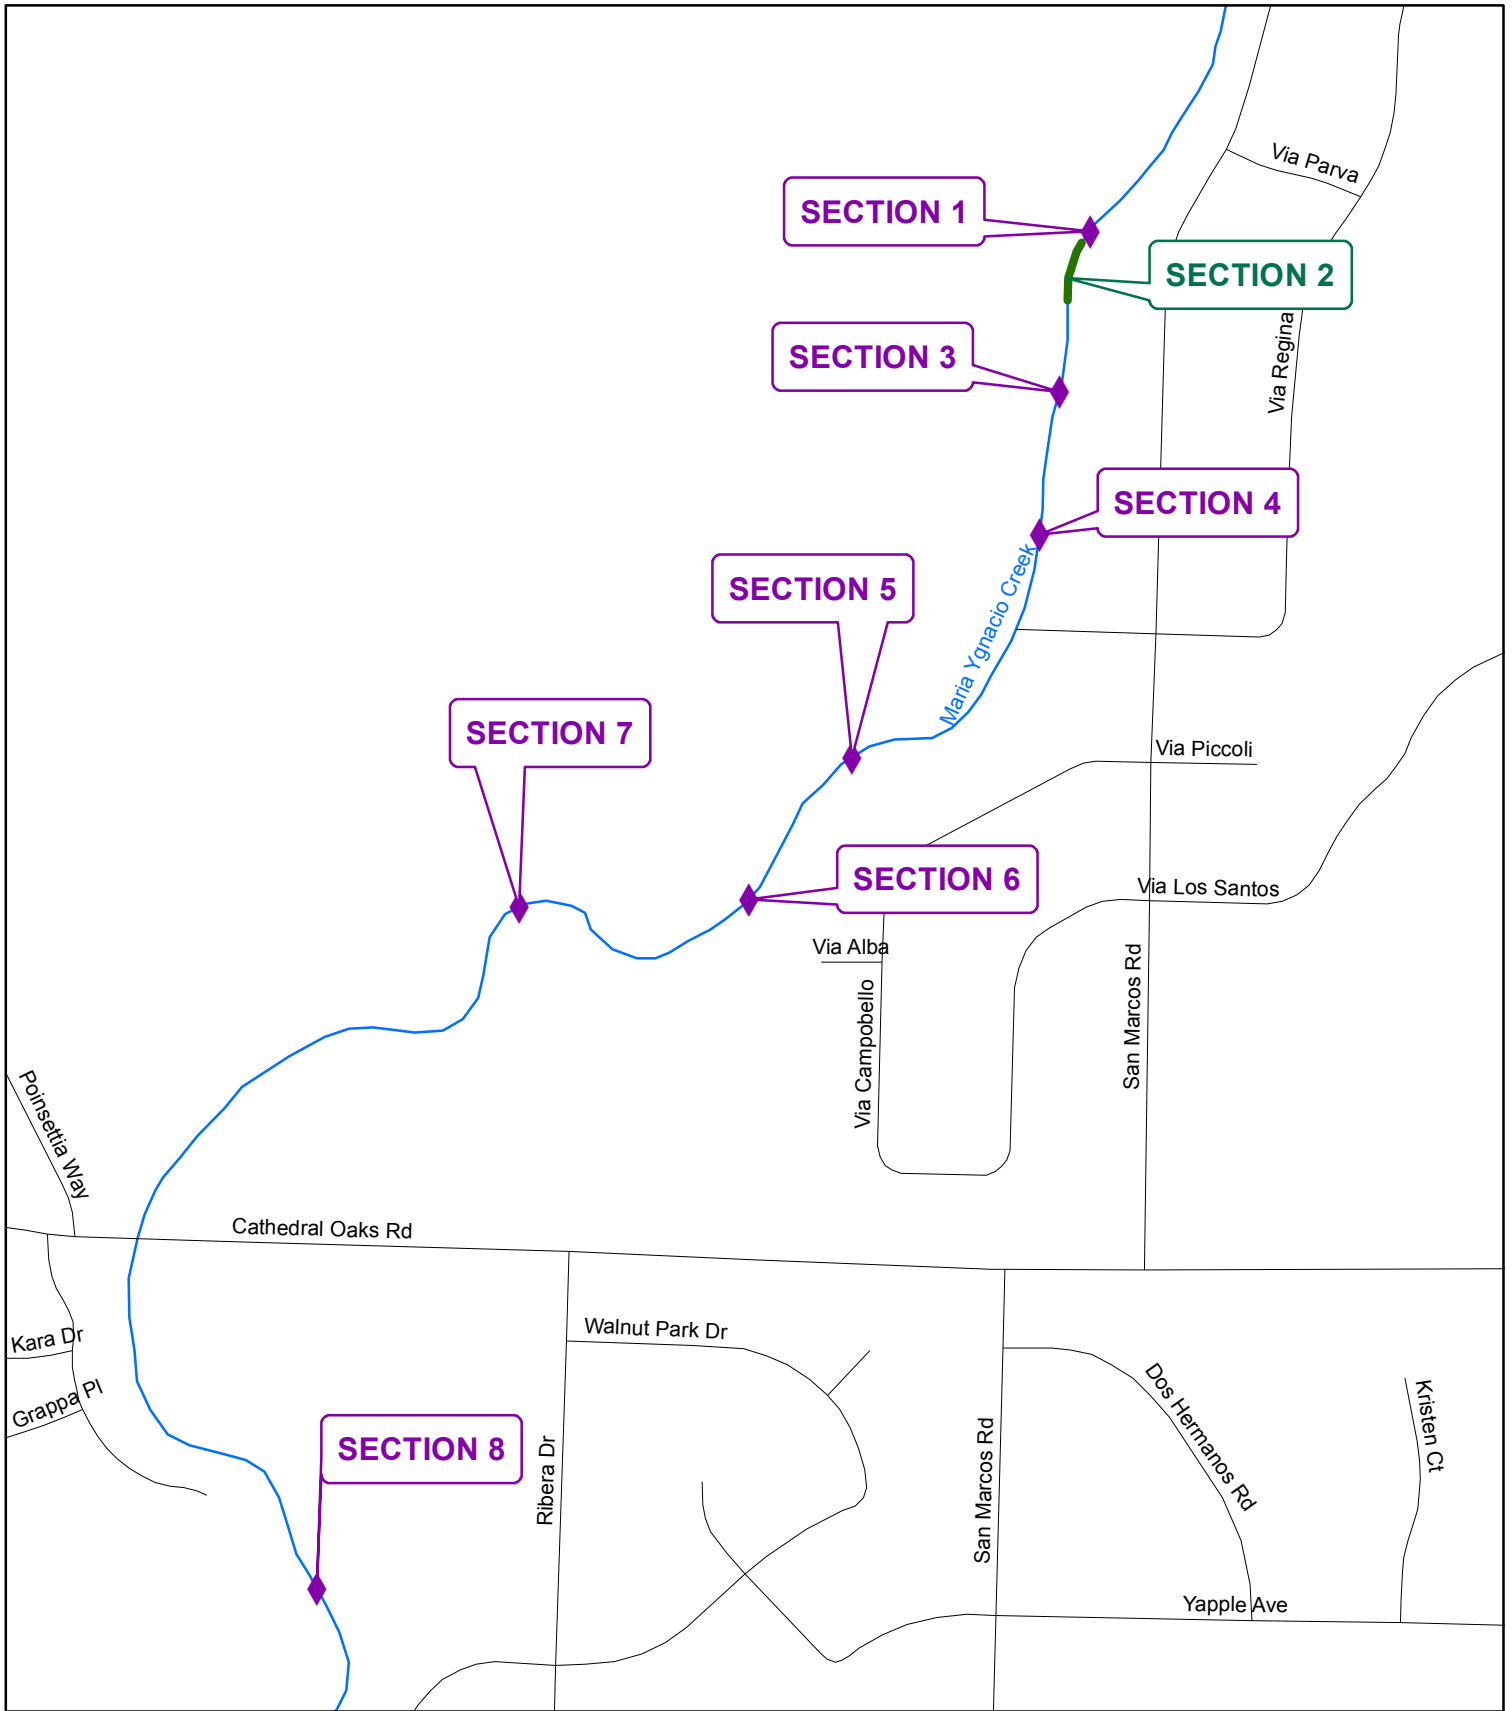 Via Parva
SECTION 1
SECTION 2
Via Regina
SECTION 3
SECTION 4
Maria Ygnacio Creek
SECTION 5
SECTION 7
Via Piccoli
SECTION 6
Via Los Santos
Via Alba
Via Campobello
San Marcos Rd
Poinsettia Way
Cathedral Oaks Rd
Kara Dr
Walnut Park Dr
Grappa Pl
Dos Hermanos Rd
Kristen Ct
SECTION 8
Ribera Dr
San Marcos Rd
Yapple Ave